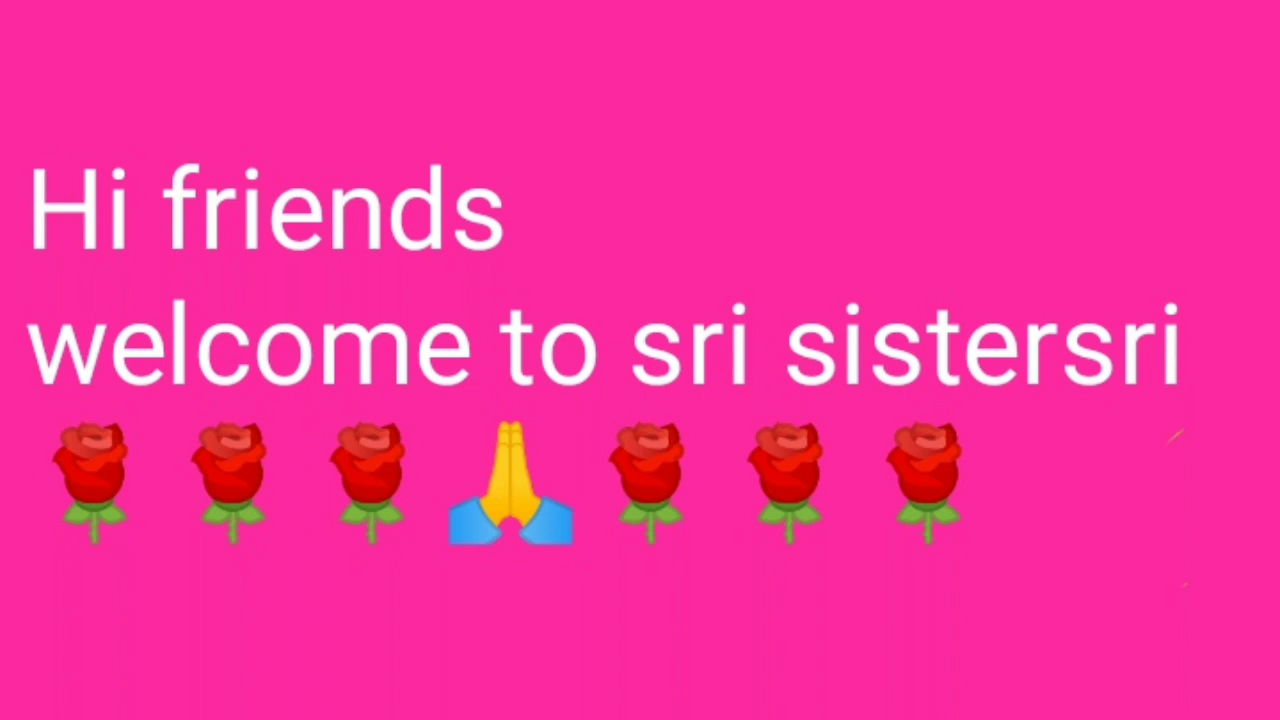 Hi friends
welcome to sri sistersri
🌹🌹🌹🙏🌹🌹🌹